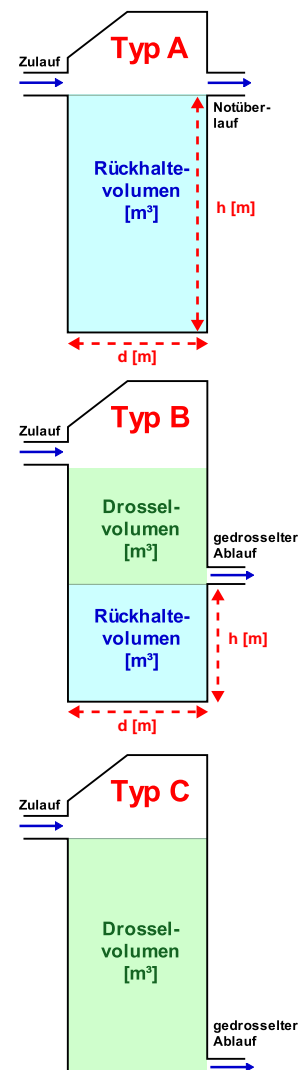 Typ A
Zulauf
Notüber-
lauf
Rückhalte-
volumen
[m³]
h [m]
d [m]
Typ B
Zulauf
Drossel-
volumen
[m³]
gedrosselter
Ablauf
Rückhalte-
volumen
[m³]
h [m]
d [m]
Typ C
Zulauf
Drossel-
volumen
[m³]
gedrosselter
Ablauf